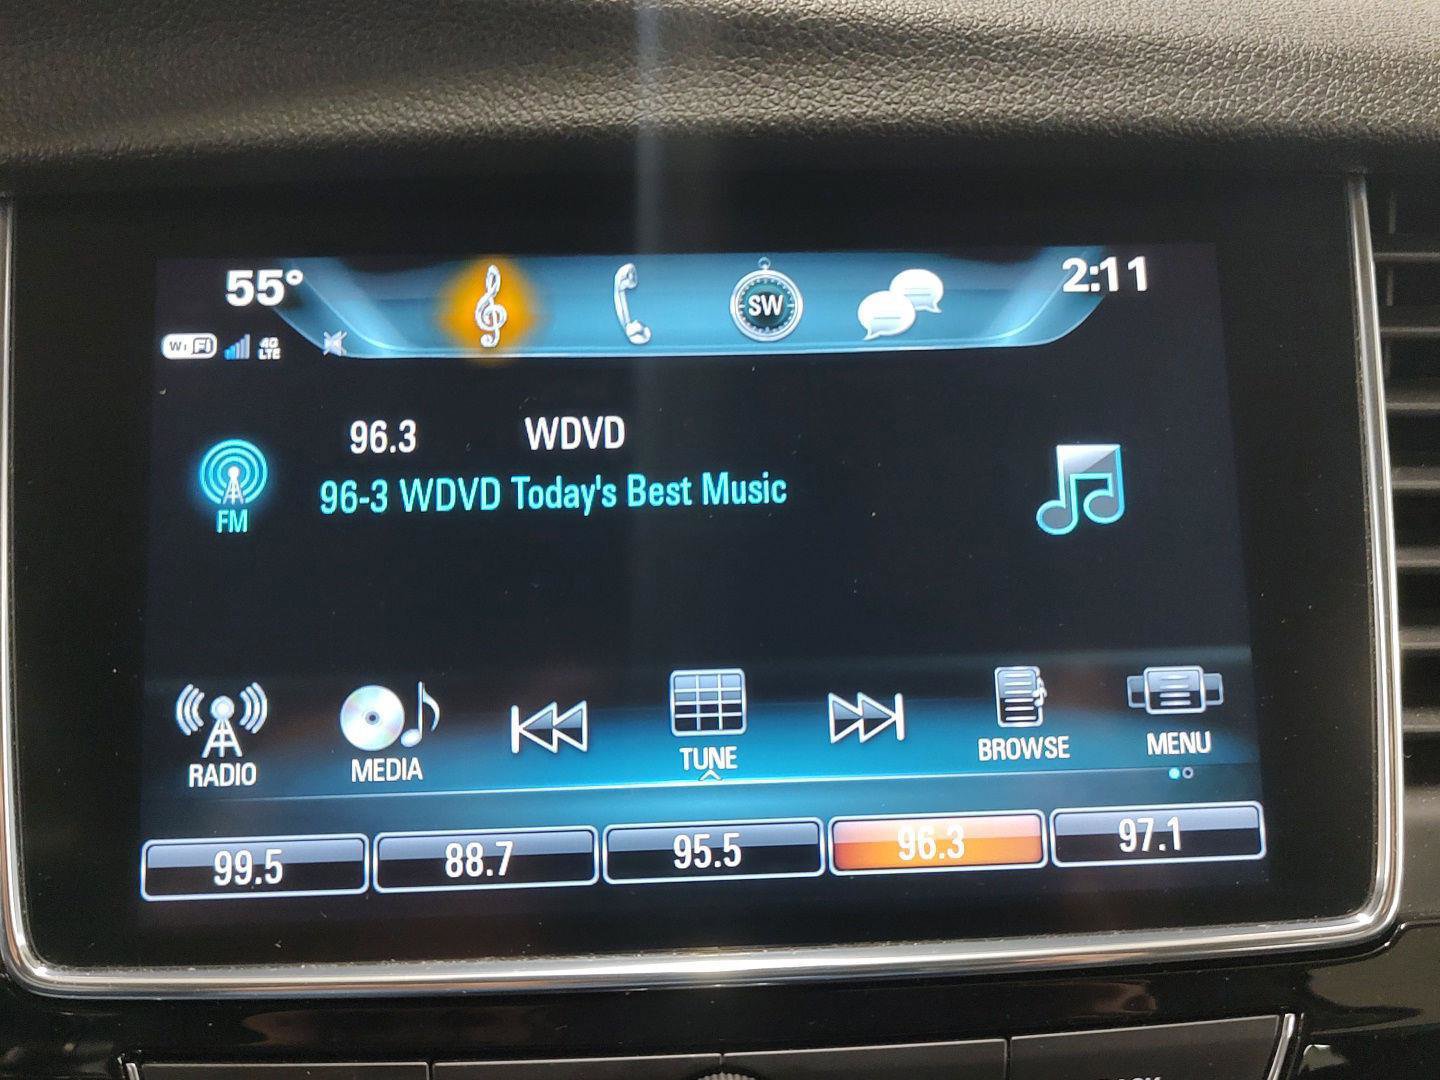 55°
SW
2:11
Wi Fi
4G
LTE
96.3 WDVD
96-3 WDVD Today's Best Music
FM
RADIO
MEDIA
TUNE
BROWSE
MENU
99.5
88.7
95.5
96.3
97.1